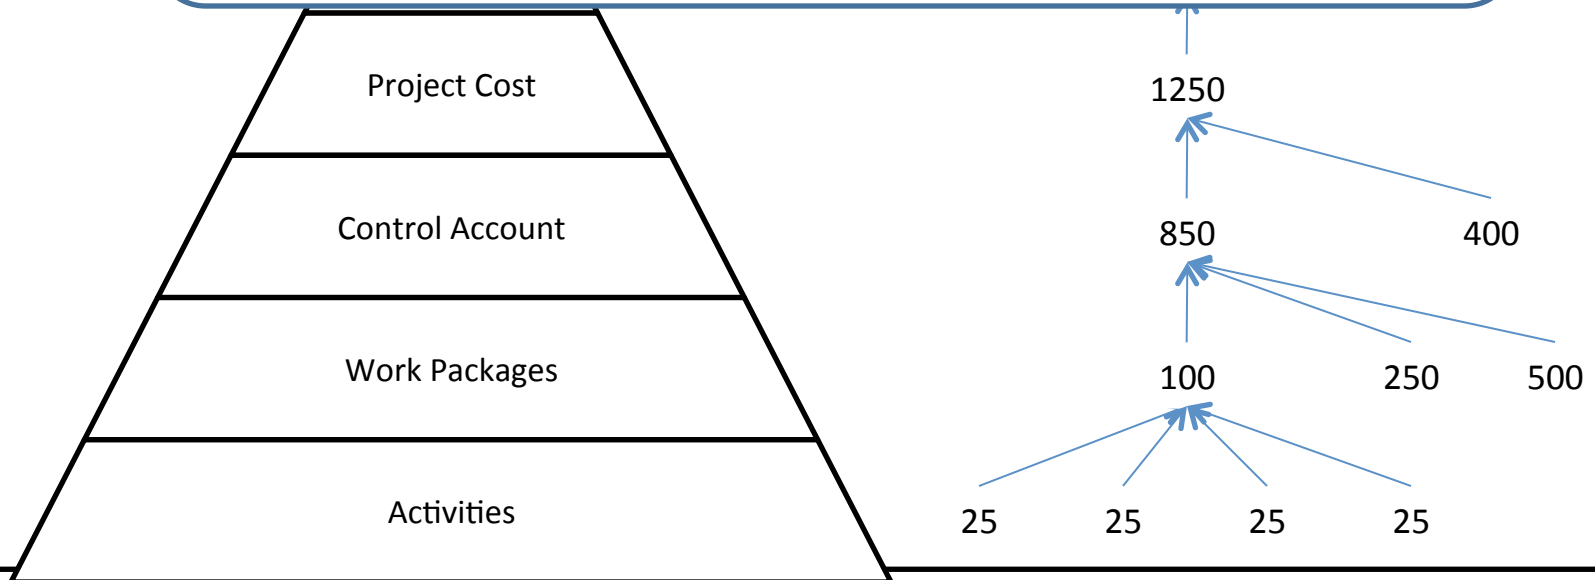 Project Cost
1250
Control Account
850 400
Work Packages
100 250 500
Activities
25 25 25 25